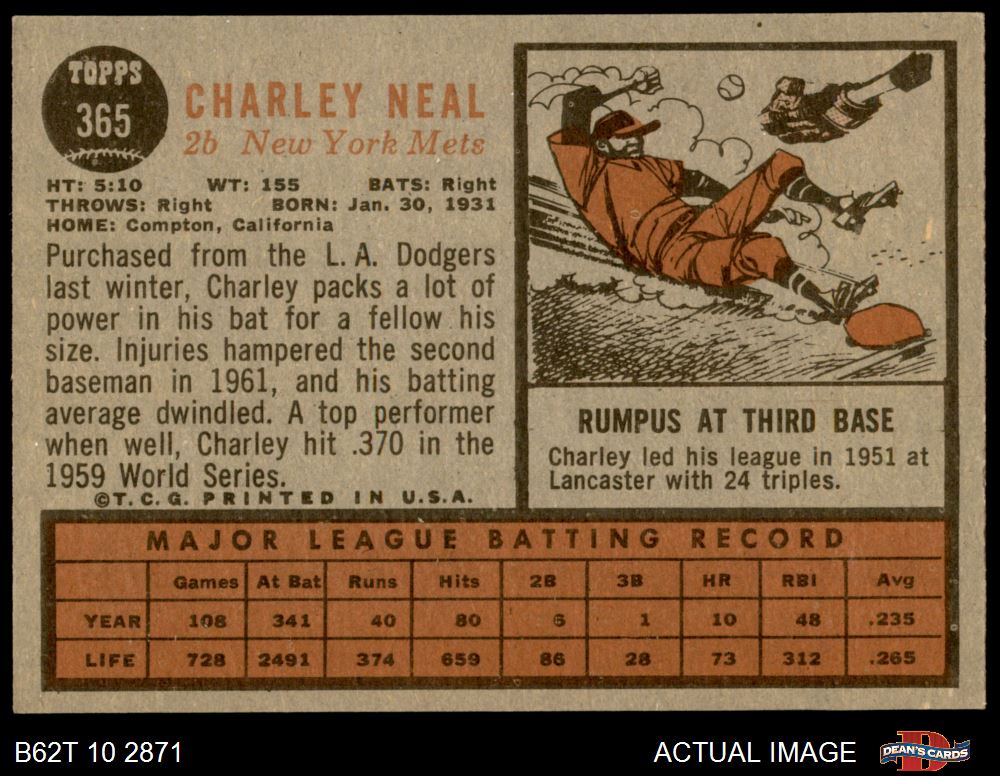 TOPPS
365
CHARLEY NEAL
2b New York Mets
HT: 5:10 WT: 155 BATS: Right
THROWS: Right BORN: Jan. 30, 1931
HOME: Compton, California
Purchased from the L. A. Dodgers
last winter, Charley packs a lot of
power in his bat for a fellow his
size. Injuries hampered the second
baseman in 1961, and his batting
average dwindled. A top performer
when well, Charley hit .370 in the
1959 World Series.
©T.C.G. PRINTED IN U.S.A.
RUMPUS AT THIRD BASE
Charley led his league in 1951 at
Lancaster with 24 triples.
MAJOR LEAGUE BATTING RECORD
Games At Bat Runs Hits 2B 3B HR RBI Avg
YEAR 108 341 40 80 6 1 10 48 .235
LIFE 728 2491 374 659 86 28 73 312 .265
B62T 10 2871
ACTUAL IMAGE
D
DEAN'S CARDS